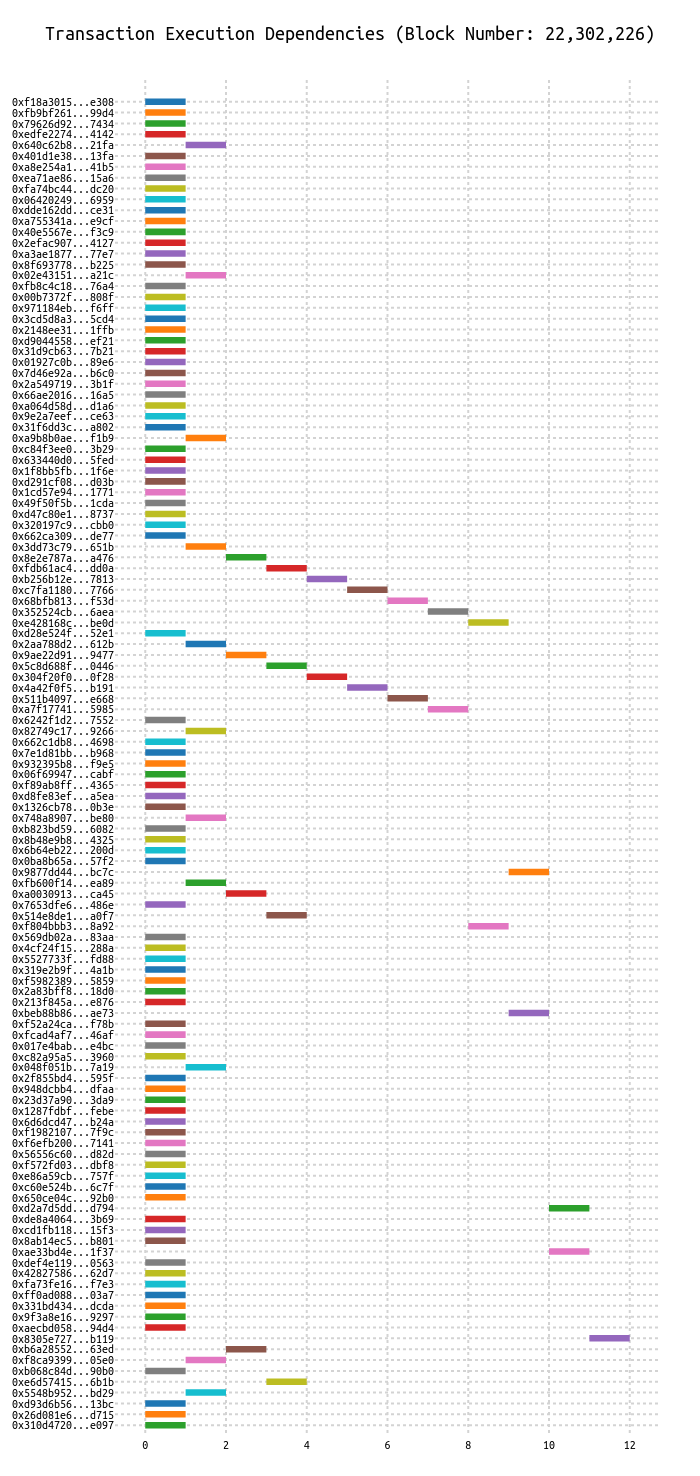 Transaction Execution Dependencies (Block Number: 22,302,226)
0xf18a3015...e308
0xfb9bf261...99d4
0x79626d92...7434
0xedfe2274...4142
0x640c62b8...21fa
0x401d1e38...13fa
0xa8e254a1...41b5
0xea71ae86...15a6
0xfa74bc44...dc20
0x06420249...6959
0xdde162dd...ce31
0xa755341a...e9cf
0x40e5567e...f3c9
0x2efac907...4127
0xa3ae1877...77e7
0x8f693778...b225
0x02e43151...a21c
0xfb8c4c18...76a4
0x00b7372f...808f
0x971184eb...f6ff
0x3cd5d8a3...5cd4
0x2148ee31...1ffb
0xd9044558...ef21
0x31d9cb63...7b21
0x01927c0b...89e6
0x7d46e92a...b6c0
0x2a549719...3b1f
0x66ae2016...16a5
0xa064d58d...d1a6
0x9e2a7eef...ce63
0x31f6dd3c...a802
0xa9b8b0ae...f1b9
0xc84f3ee0...3b29
0x633440d0...5fed
0x1f8bb5fb...1f6e
0xd291cf08...d03b
0x1cd57e94...1771
0x49f50f5b...1cda
0xd47c80e1...8737
0x320197c9...cbb0
0x662ca309...de77
0x3dd73c79...651b
0x8e2e787a...a476
0xfdb61ac4...dd0a
0xb256b12e...7813
0xc7fa1180...7766
0x68bfb813...f53d
0x352524cb...6aea
0xe428168c...be0d
0xd28e524f...52e1
0x2aa788d2...612b
0x9ae22d91...9477
0x5c8d688f...0446
0x304f20f0...0f28
0x4a42f0f5...b191
0x511b4097...e668
0xa7f17741...5985
0x6242f1d2...7552
0x82749c17...9266
0x662c1db8...4698
0x7e1d81bb...b968
0x932395b8...f9e5
0x06f69947...cabf
0xf89ab8ff...4365
0xd8fe83ef...a5ea
0x1326cb78...0b3e
0x748a8907...be80
0xb823bd59...6082
0x8b48e9b8...4325
0x6b64eb22...200d
0x0ba8b65a...57f2
0x9877dd44...bc7c
0xfb600f14...ea89
0xa0030913...ca45
0x7653dfe6...486e
0x514e8de1...a0f7
0xf804bbb3...8a92
0x569db02a...83aa
0x4cf24f15...288a
0x5527733f...fd88
0x319e2b9f...4a1b
0xf5982389...5859
0x2a83bff8...18d0
0x213f845a...e876
0xbeb88b86...ae73
0xf52a24ca...f78b
0xfcad4af7...46af
0x017e4bab...e4bc
0xc82a95a5...3960
0x048f051b...7a19
0x2f855bd4...595f
0x948dcbb4...dfaa
0x23d37a90...3da9
0x1287fdbf...febe
0x6d6dcd47...b24a
0xf1982107...7f9c
0xf6efb200...7141
0x56556c60...d82d
0xf572fd03...dbf8
0xe86a59cb...757f
0xc60e524b...6c7f
0x650ce04c...92b0
0xd2a7d5dd...d794
0xde8a4064...3b69
0xcd1fb118...15f3
0x8ab14ec5...b801
0xae33bd4e...1f37
0xdef4e119...0563
0x42827586...62d7
0xfa73fe16...f7e3
0xff0ad088...03a7
0x331bd434...dcda
0x9f3a8e16...9297
0xaecbd058...94d4
0x8305e727...b119
0xb6a28552...63ed
0xf8ca9399...05e0
0xb068c84d...90b0
0xe6d57415...6b1b
0x5548b952...bd29
0xd93d6b56...13bc
0x26d081e6...d715
0x310d4720...e097
0 2 4 6 8 10 12